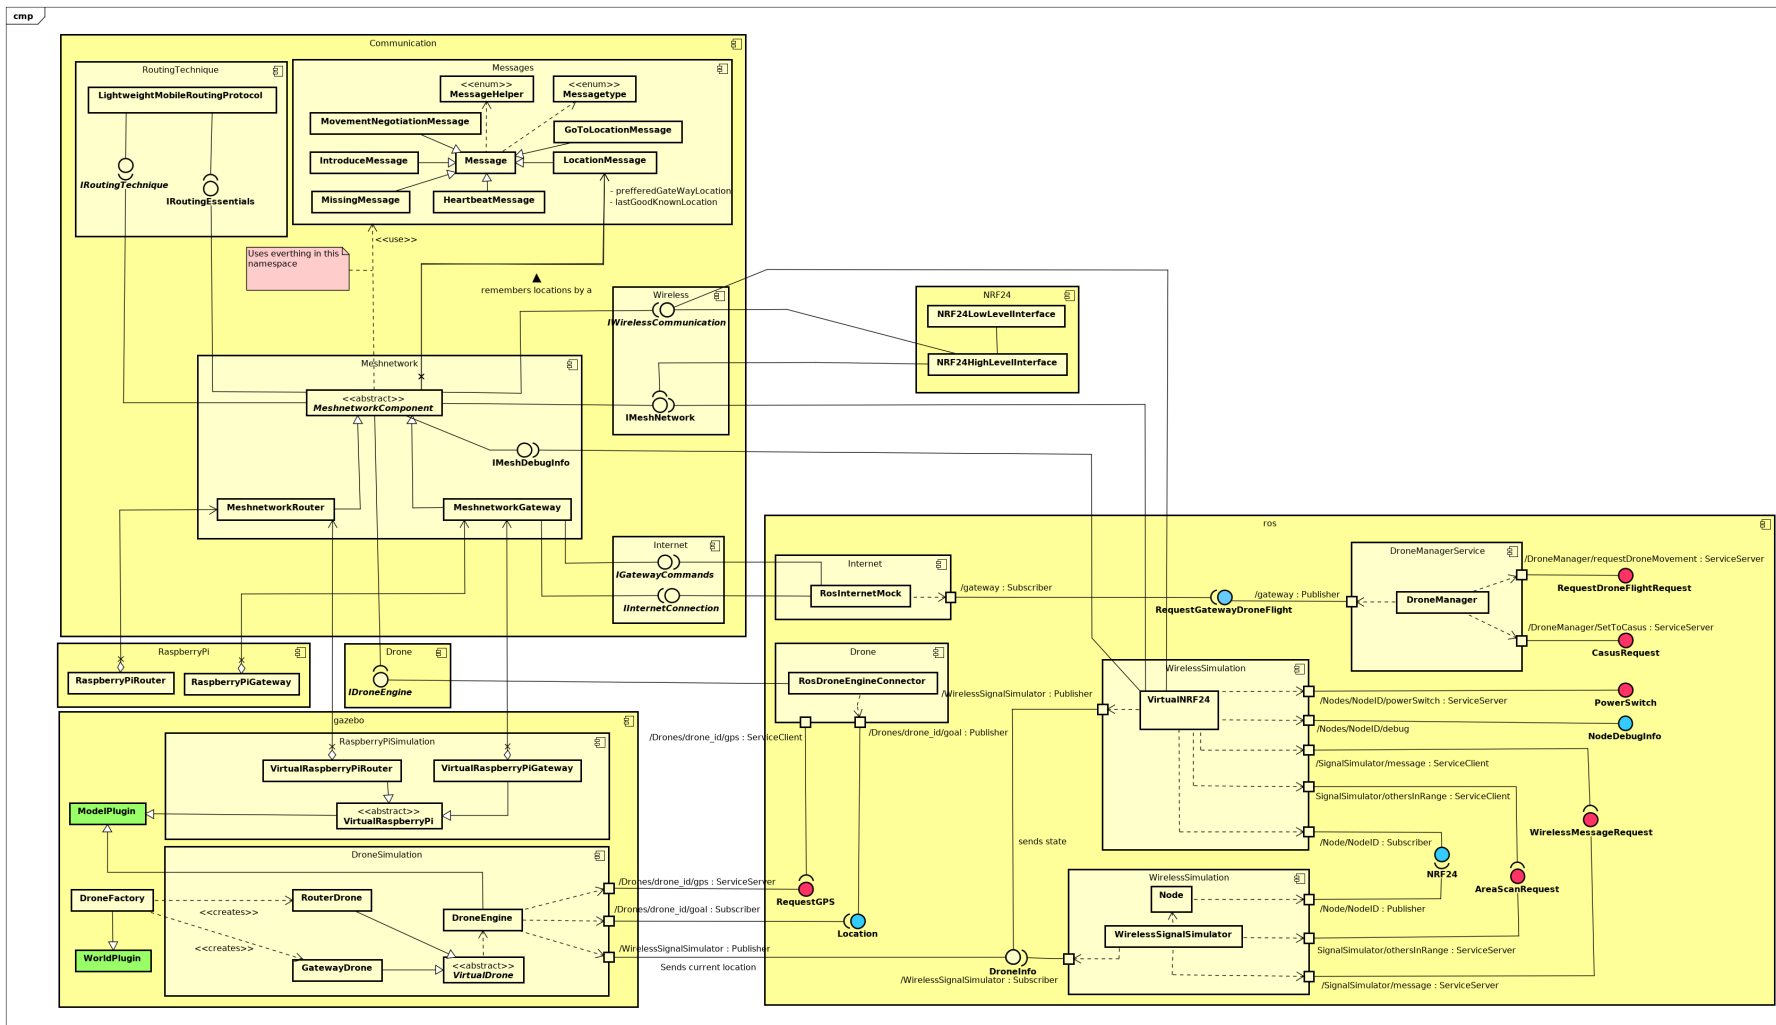 cmp
Communication
RoutingTechnique
LightweightMobileRoutingProtocol
IRoutingTechnique
IRoutingEssentials
Messages
<<enum>>
MessageHelper
<<enum>>
Messagetype
MovementNegotiationMessage
GoToLocationMessage
IntroduceMessage
Message
LocationMessage
MissingMessage
HeartbeatMessage
- prefferedGateWayLocation
- lastGoodKnownLocation
<<use>>
Uses everthing in this
namespace
remembers locations by a
Wireless
IWirelessCommunication
IMeshNetwork
NRF24
NRF24LowLevelInterface
NRF24HighLevelInterface
Meshnetwork
<<abstract>>
MeshnetworkComponent
IMeshDebugInfo
MeshnetworkRouter
MeshnetworkGateway
Internet
IGatewayCommands
IInternetConnection
RaspberryPi
RaspberryPiRouter
RaspberryPiGateway
Drone
IDroneEngine
gazebo
RaspberryPiSimulation
VirtualRaspberryPiRouter
VirtualRaspberryPiGateway
<<abstract>>
VirtualRaspberryPi
ModelPlugin
DroneSimulation
DroneFactory
RouterDrone
<<creates>>
DroneEngine
<<creates>>
WorldPlugin
GatewayDrone
<<abstract>>
VirtualDrone
/Drones/drone_id/gps : ServiceServer
/Drones/drone_id/goal : Subscriber
/WirelessSignalSimulator : Publisher
Sends current location
ros
Internet
RosInternetMock
/gateway : Subscriber
RequestGatewayDroneFlight
/gateway : Publisher
DroneManagerService
DroneManager
/DroneManager/requestDroneMovement : ServiceServer
RequestDroneFlightRequest
/DroneManager/SetToCasus : ServiceServer
CasusRequest
Drone
RosDroneEngineConnector
/Drones/drone_id/gps : ServiceClient
/Drones/drone_id/goal : Publisher
RequestGPS
Location
/WirelessSignalSimulator : Publisher
WirelessSimulation
VirtualNRF24
/Nodes/NodeID/powerSwitch : ServiceServer
PowerSwitch
/Nodes/NodeID/debug
NodeDebugInfo
/SignalSimulator/message : ServiceClient
SignalSimulator/othersInRange : ServiceClient
WirelessMessageRequest
/Node/NodeID : Subscriber
NRF24
AreaScanRequest
sends state
WirelessSimulation
Node
WirelessSignalSimulator
/Node/NodeID : Publisher
SignalSimulator/othersInRange : ServiceServer
/SignalSimulator/message : ServiceServer
DroneInfo
/WirelessSignalSimulator : Subscriber